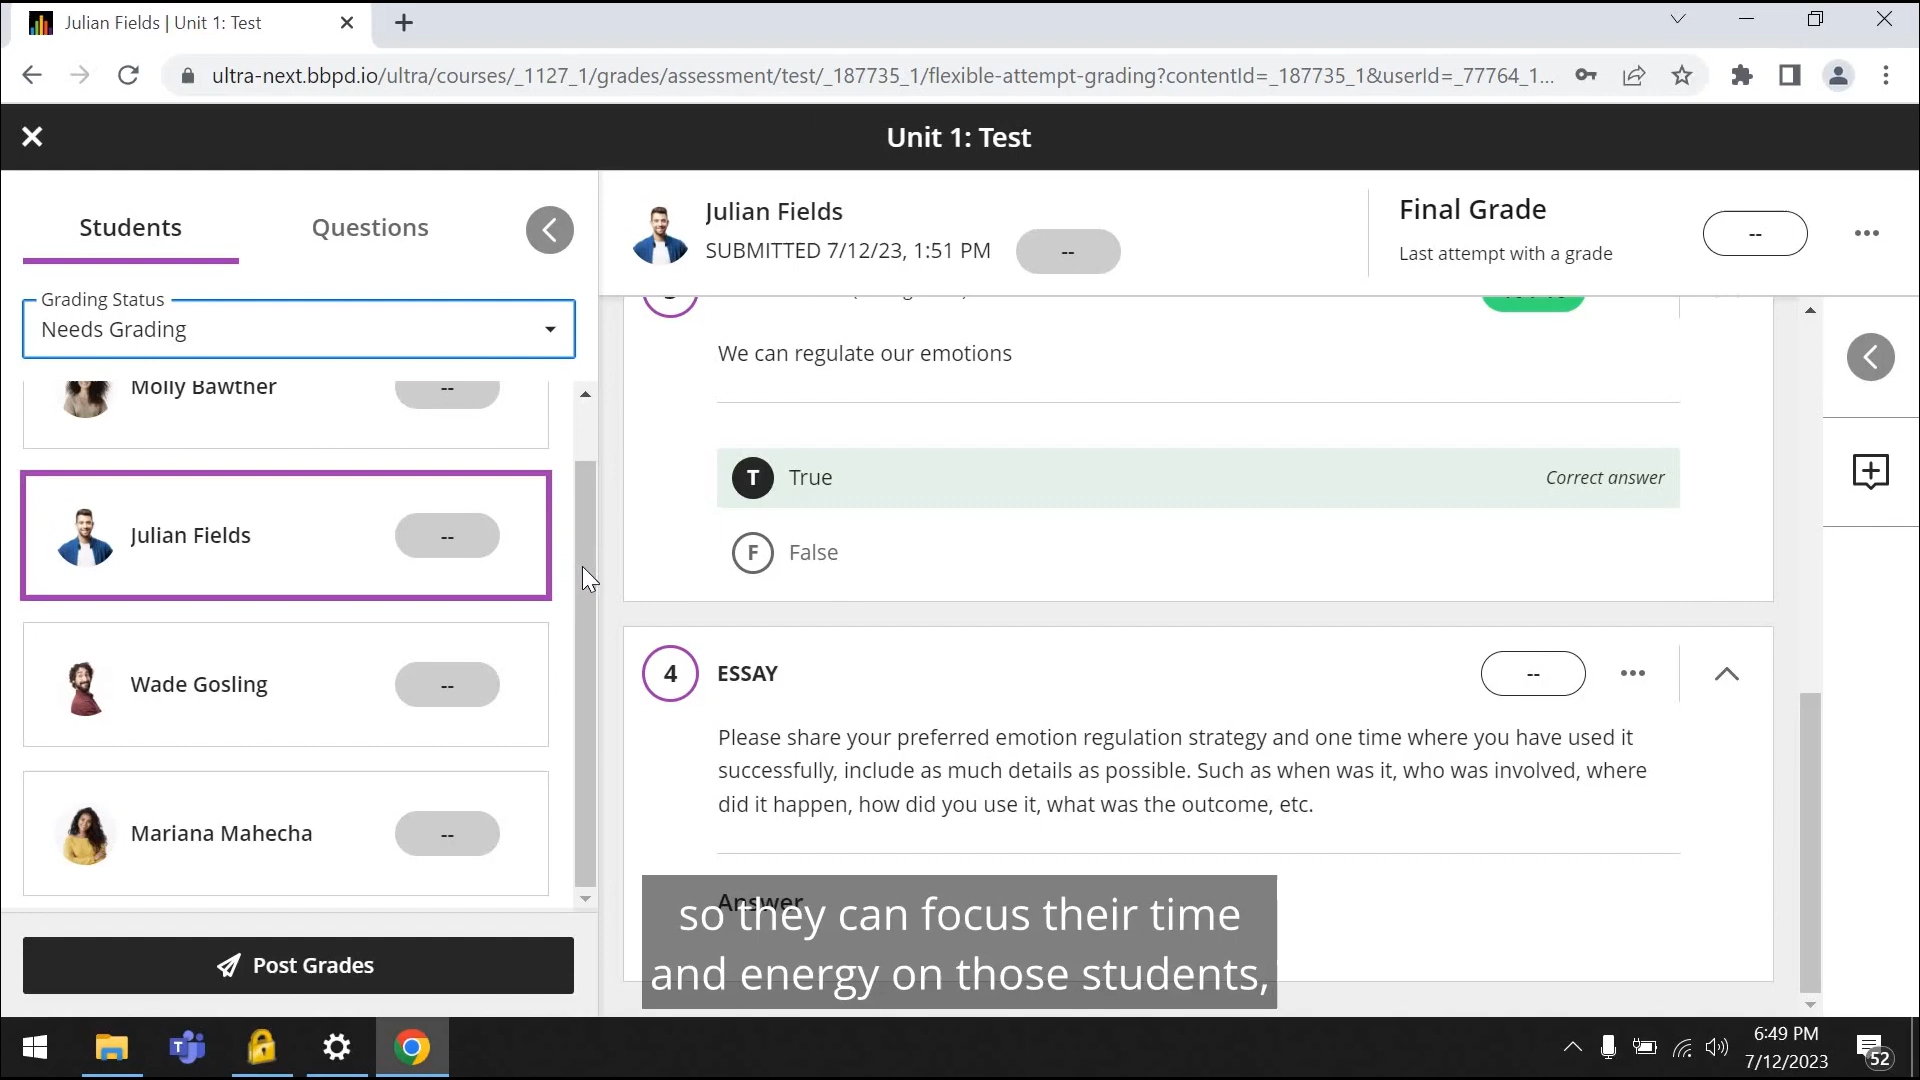 Julian Fields | Unit 1: Test
ultra-next.bbpd.io/ultra/courses/_1127_1/grades/assessment/test/_187735_1/flexible-attempt-grading?contentId=_187735_1&userId=_77764_1...
Unit 1: Test
Students
Questions
Grading Status
Needs Grading
Molly Bawther
--
Julian Fields
--
Wade Gosling
--
Mariana Mahecha
--
Post Grades
Julian Fields
SUBMITTED 7/12/23, 1:51 PM
--
Final Grade
Last attempt with a grade
--
We can regulate our emotions
T True
Correct answer
F False
4 ESSAY
--
Please share your preferred emotion regulation strategy and one time where you have used it
successfully, include as much details as possible. Such as when was it, who was involved, where
did it happen, how did you use it, what was the outcome, etc.
Answer
so they can focus their time
and energy on those students,
6:49 PM
7/12/2023
52